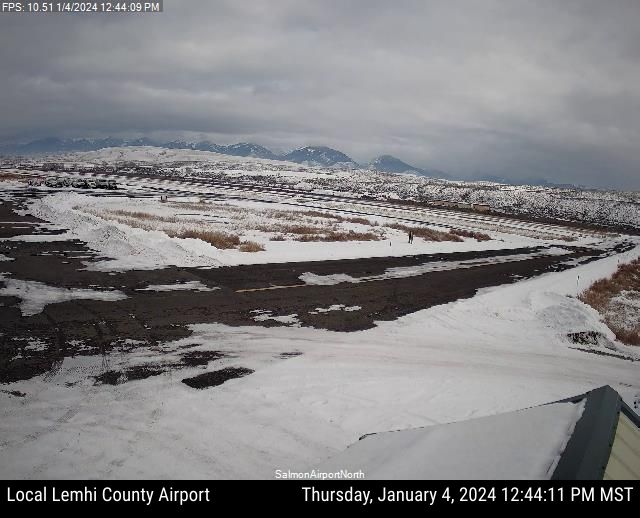 FPS: 10.51 1/4/2024 12:44:09 PM
SalmonAirportNorth
Local Lemhi County Airport Thursday, January 4, 2024 12:44:11 PM MST